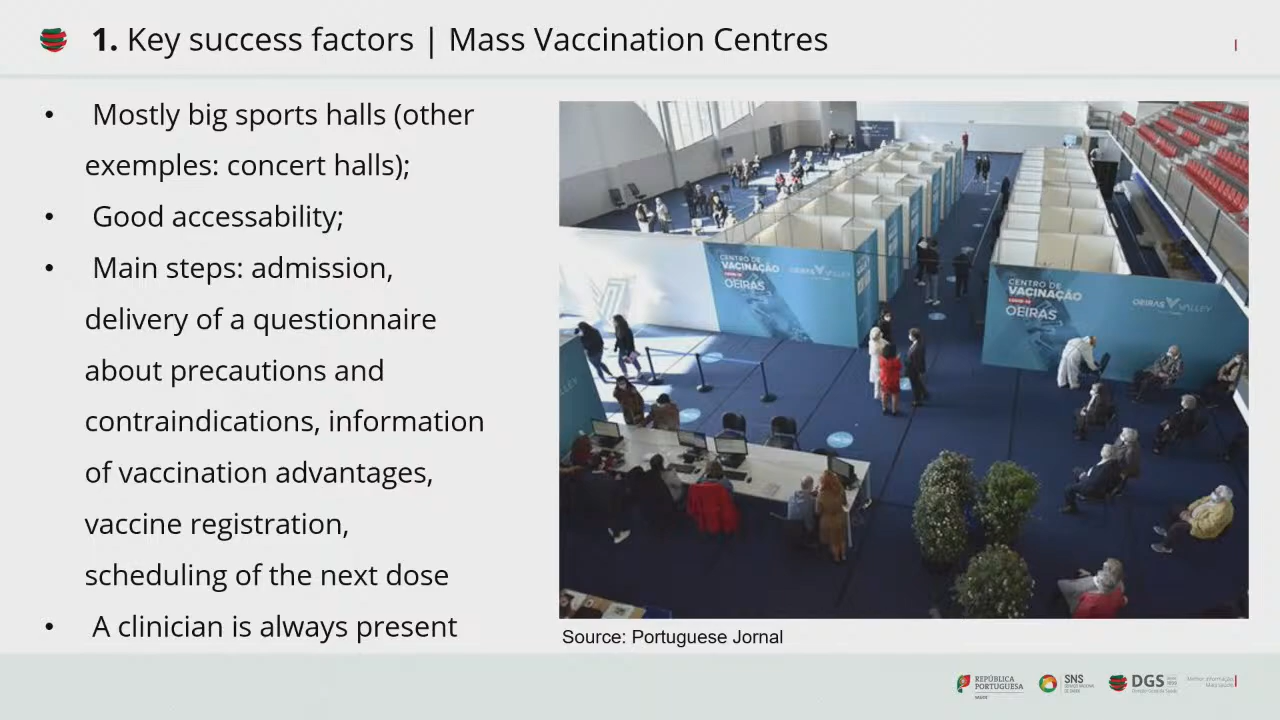 1. Key success factors | Mass Vaccination Centres
• Mostly big sports halls (other
exemples: concert halls);
• Good accessability;
• Main steps: admission,
delivery of a questionnaire
about precautions and
contraindications, information
of vaccination advantages,
vaccine registration,
scheduling of the next dose
• A clinician is always present
CENTRO DE
VACINAÇÃO
OEIRAS
OEIRAS VALLEY
CENTRO DE
VACINAÇÃO
OEIRAS
OEIRAS VALLEY
VALLEY
Source: Portuguese Jornal
REPÚBLICA
PORTUGUESA
SAÚDE
SNS
DGS